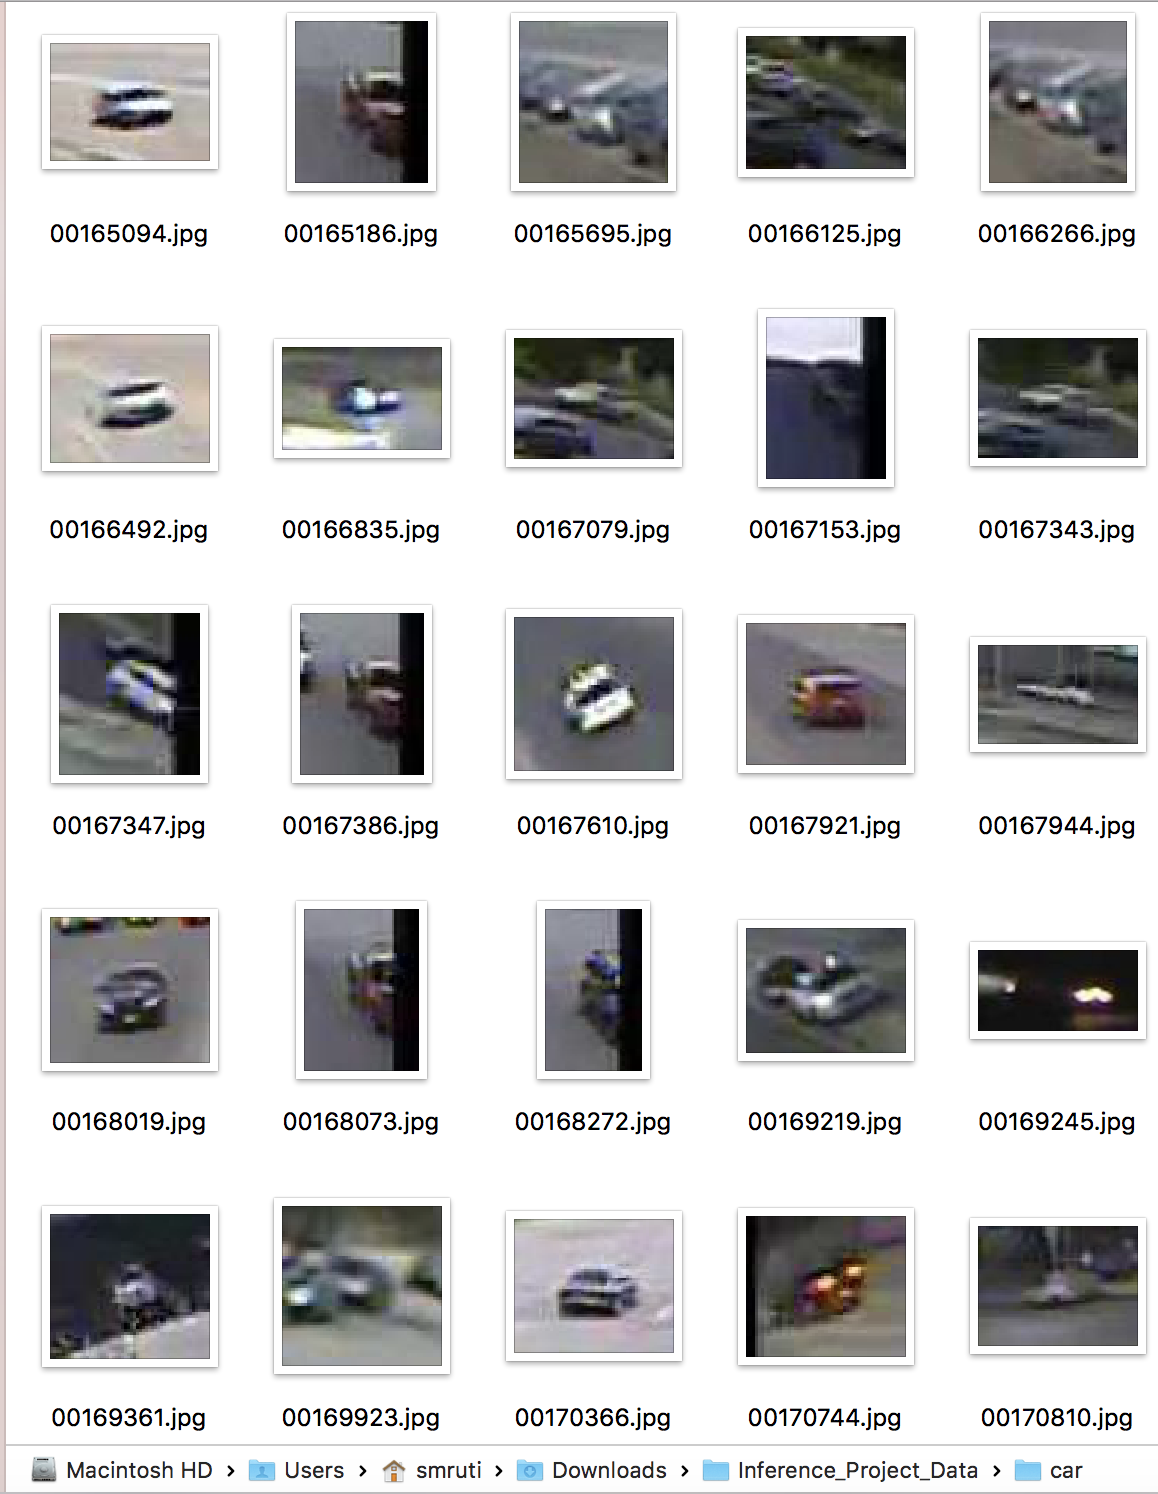 00165094.jpg 00165186.jpg 00165695.jpg 00166125.jpg 00166266.jpg
00166492.jpg 00166835.jpg 00167079.jpg 00167153.jpg 00167343.jpg
00167347.jpg 00167386.jpg 00167610.jpg 00167921.jpg 00167944.jpg
00168019.jpg 00168073.jpg 00168272.jpg 00169219.jpg 00169245.jpg
00169361.jpg 00169923.jpg 00170366.jpg 00170744.jpg 00170810.jpg
Macintosh HD › Users › smruti › Downloads › Inference_Project_Data › car